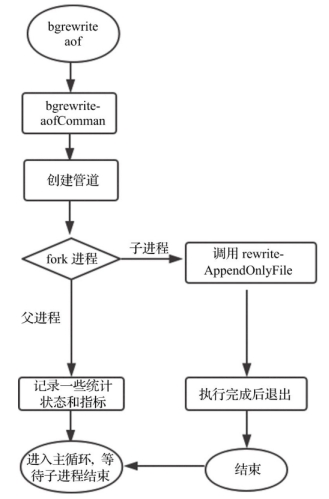 bgrewrite
aof
bgrewrite-
aofComman
创建管道
fork 进程
子进程
调用 rewrite-
AppendOnlyFile
父进程
记录一些统计
状态和指标
执行完成后退出
进入主循环, 等
待子进程结束
结束